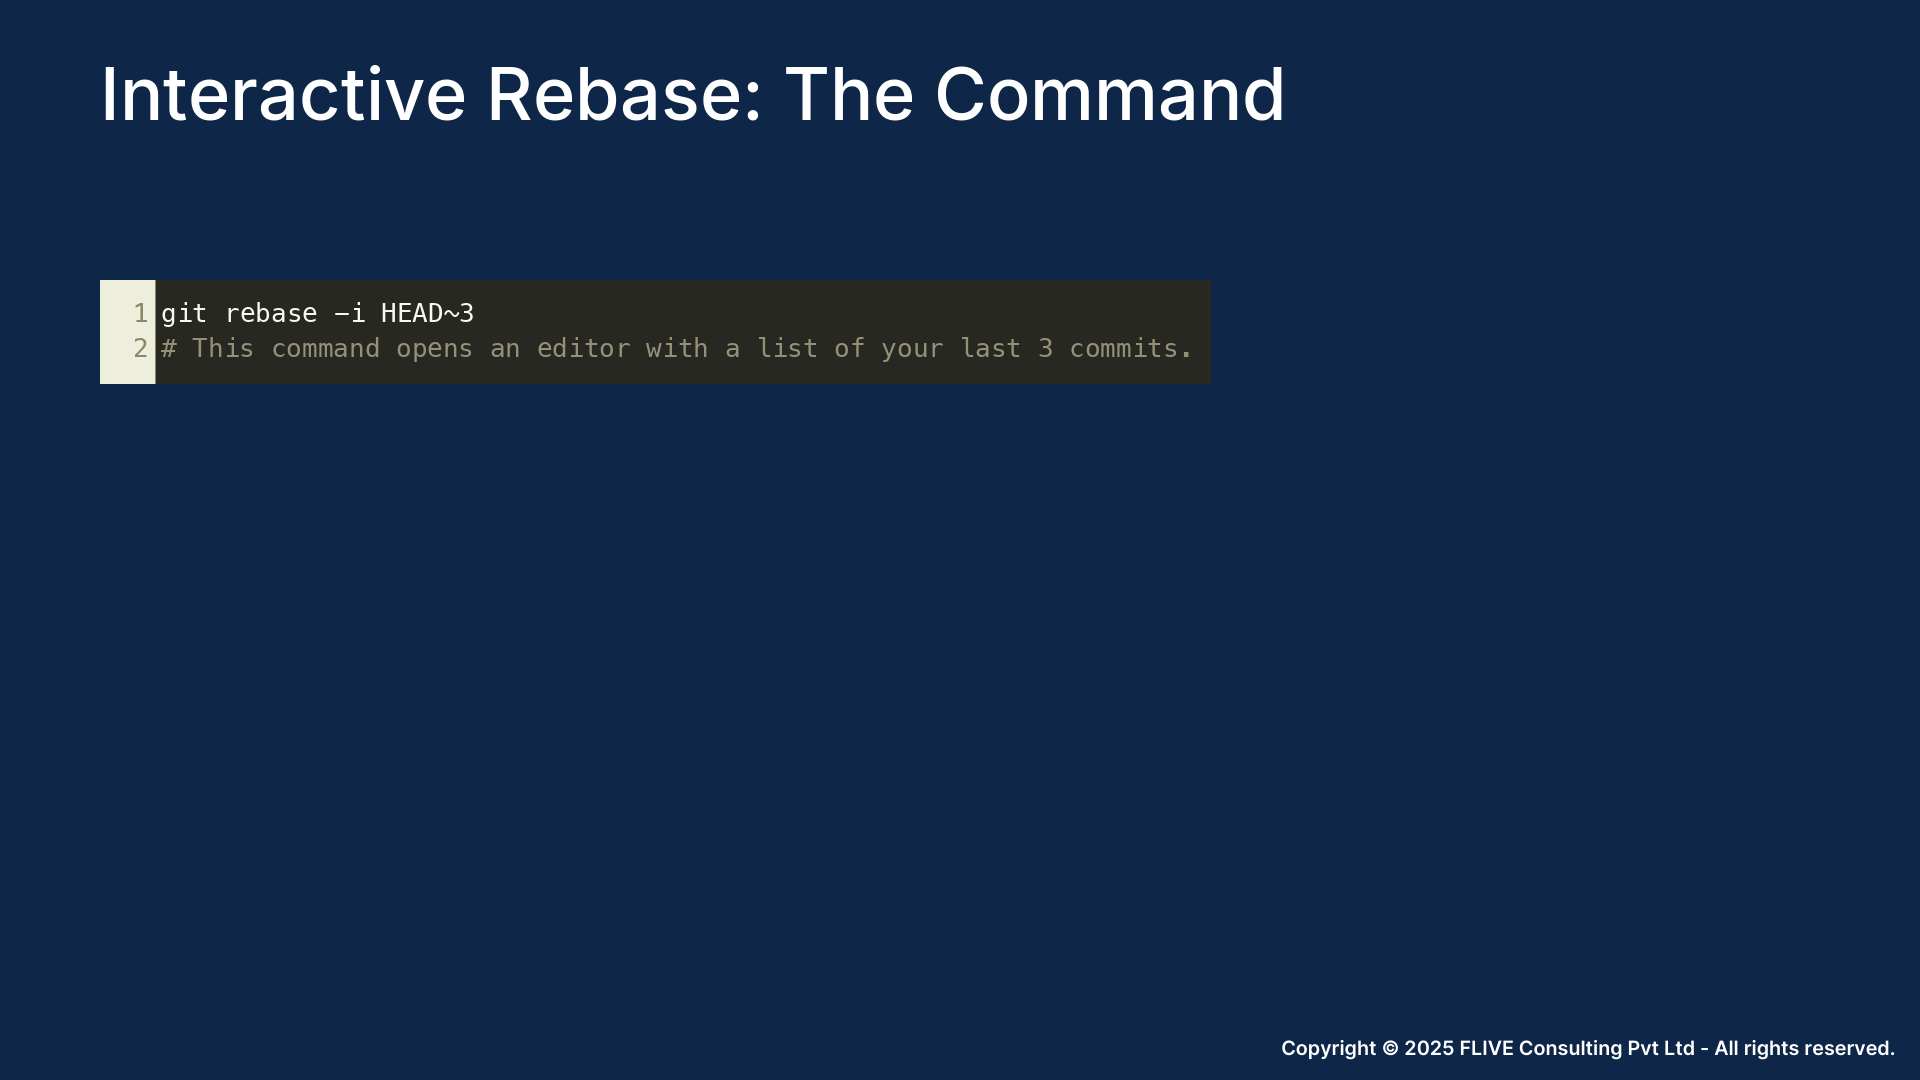 Interactive Rebase: The Command
1 git rebase -i HEAD~3
2 # This command opens an editor with a list of your last 3 commits.
Copyright © 2025 FLIVE Consulting Pvt Ltd - All rights reserved.